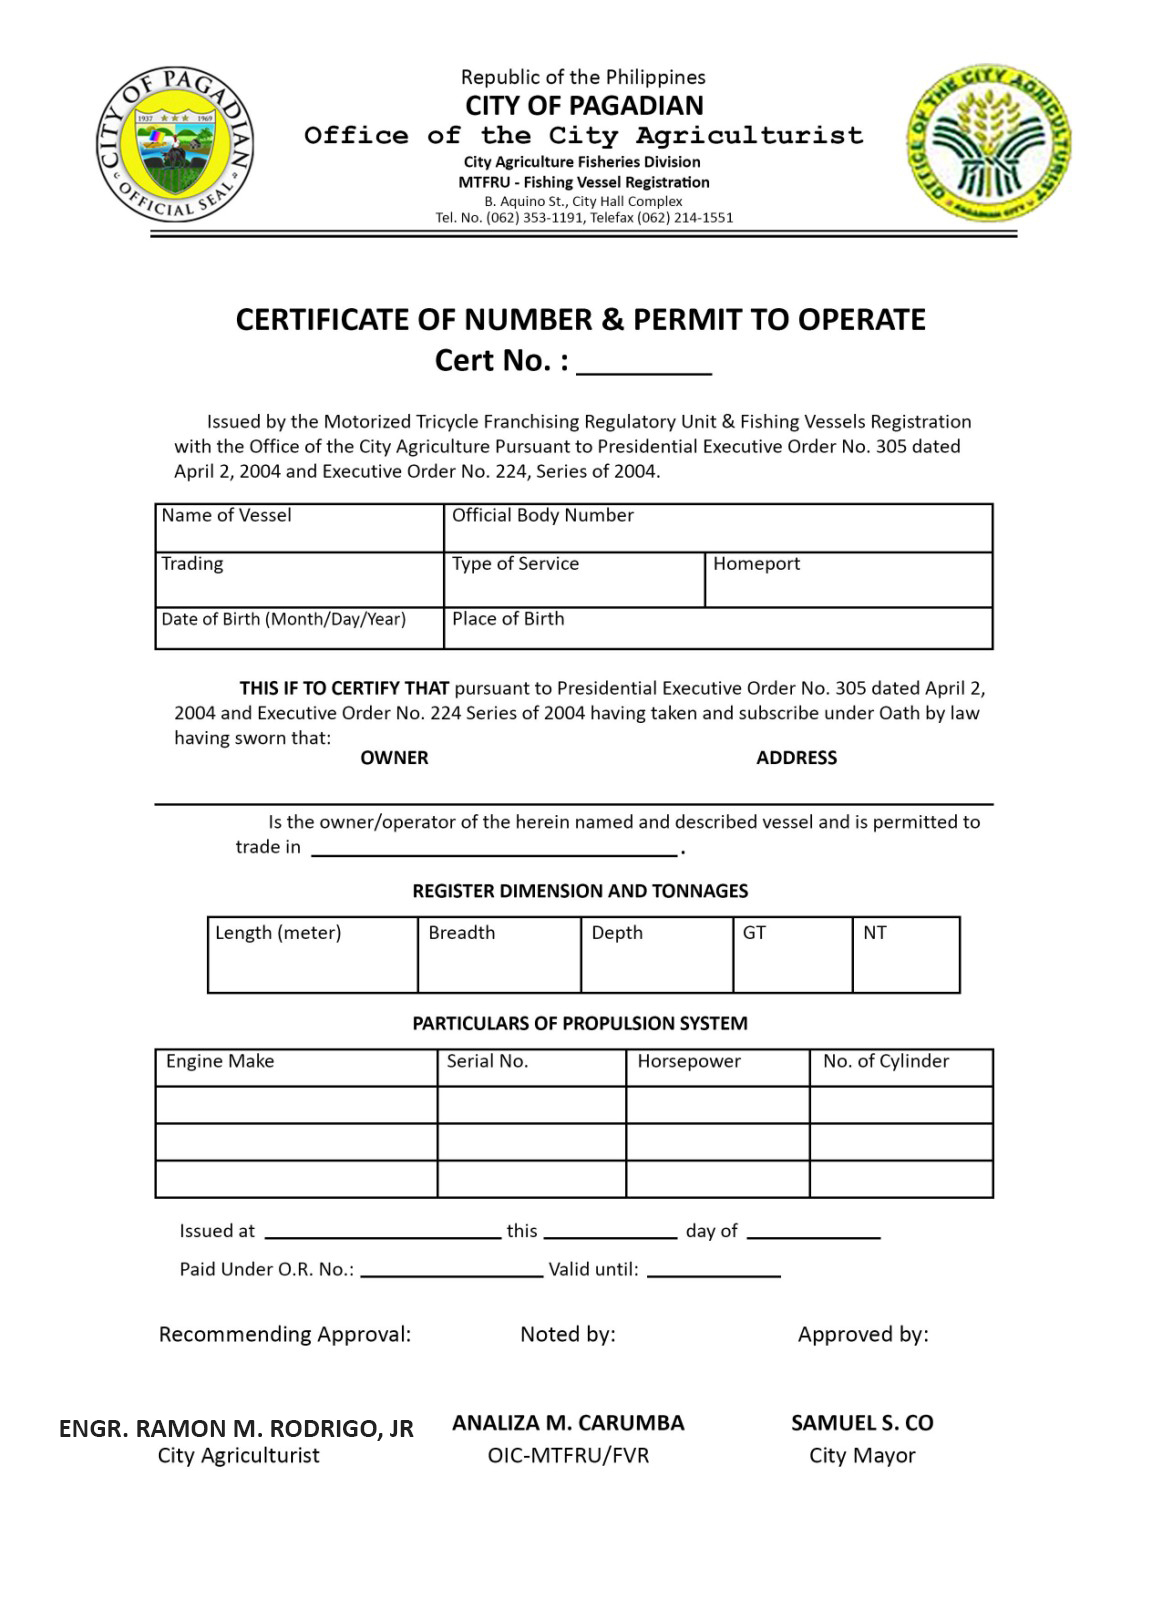 CITY OF PAGADIAN
1937 1969
OFFICIAL SEAL
Republic of the Philippines
CITY OF PAGADIAN
Office of the City Agriculturist
City Agriculture Fisheries Division
MTFRU - Fishing Vessel Registration
B. Aquino St., City Hall Complex
Tel. No. (062) 353-1191, Telefax (062) 214-1551
OFFICE OF THE CITY AGRICULTURIST
PAGADIAN CITY
CERTIFICATE OF NUMBER & PERMIT TO OPERATE
Cert No. : ________
Issued by the Motorized Tricycle Franchising Regulatory Unit & Fishing Vessels Registration
with the Office of the City Agriculture Pursuant to Presidential Executive Order No. 305 dated
April 2, 2004 and Executive Order No. 224, Series of 2004.
Name of Vessel Official Body Number
Trading Type of Service Homeport
Date of Birth (Month/Day/Year) Place of Birth
THIS IF TO CERTIFY THAT pursuant to Presidential Executive Order No. 305 dated April 2,
2004 and Executive Order No. 224 Series of 2004 having taken and subscribe under Oath by law
having sworn that:
OWNER ADDRESS
Is the owner/operator of the herein named and described vessel and is permitted to
trade in ________ .
REGISTER DIMENSION AND TONNAGES
Length (meter) Breadth Depth GT NT
PARTICULARS OF PROPULSION SYSTEM
Engine Make Serial No. Horsepower No. of Cylinder
Issued at ________ this ________ day of ________
Paid Under O.R. No.: ________ Valid until: ________
Recommending Approval: Noted by: Approved by:
ENGR. RAMON M. RODRIGO, JR ANALIZA M. CARUMBA SAMUEL S. CO
City Agriculturist OIC-MTFRU/FVR City Mayor